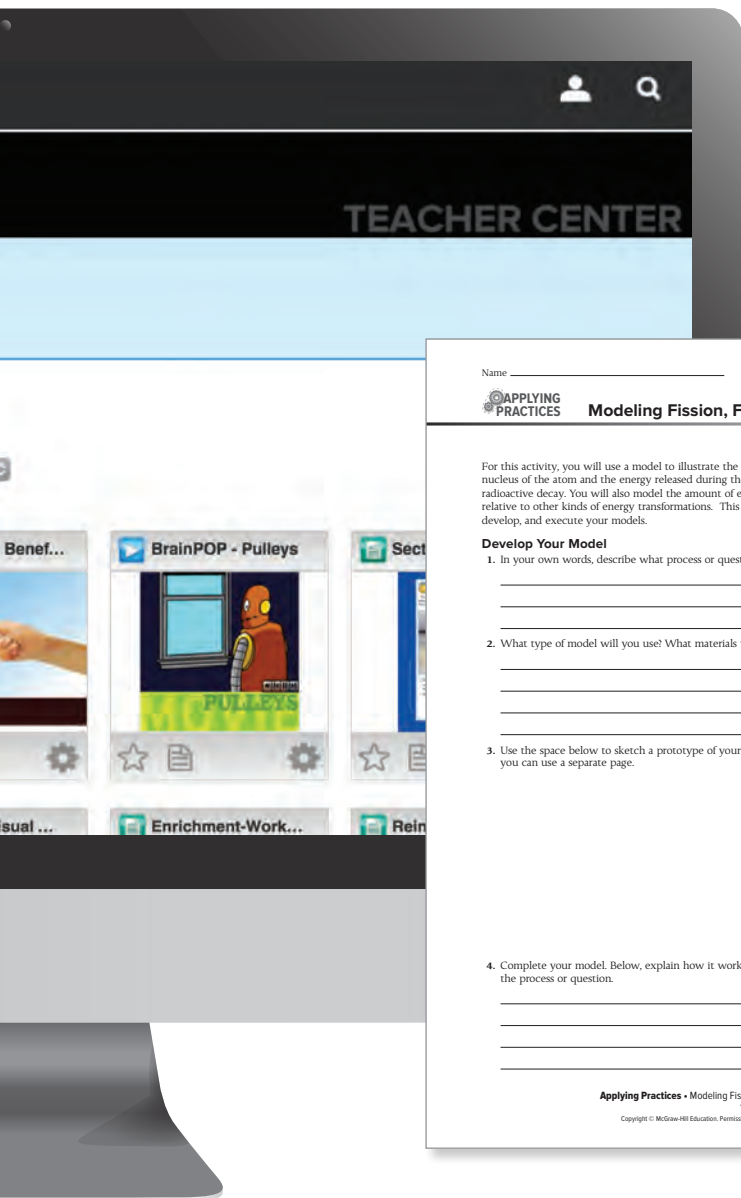 TEACHER CENTER
Benef...
BrainPOP - Pulleys
Sect
PULLEYS
isual ...
Enrichment-Work...
Rein
Name
APPLYING
PRACTICES
Modeling Fission, F
For this activity, you will use a model to illustrate the
nucleus of the atom and the energy released during th
radioactive decay. You will also model the amount of e
relative to other kinds of energy transformations. This
develop, and execute your models.
Develop Your Model
1. In your own words, describe what process or quest
2. What type of model will you use? What materials
3. Use the space below to sketch a prototype of your
you can use a separate page.
4. Complete your model. Below, explain how it work
the process or question.
Applying Practices • Modeling Fis
Copyright © McGraw-Hill Education. Permiss